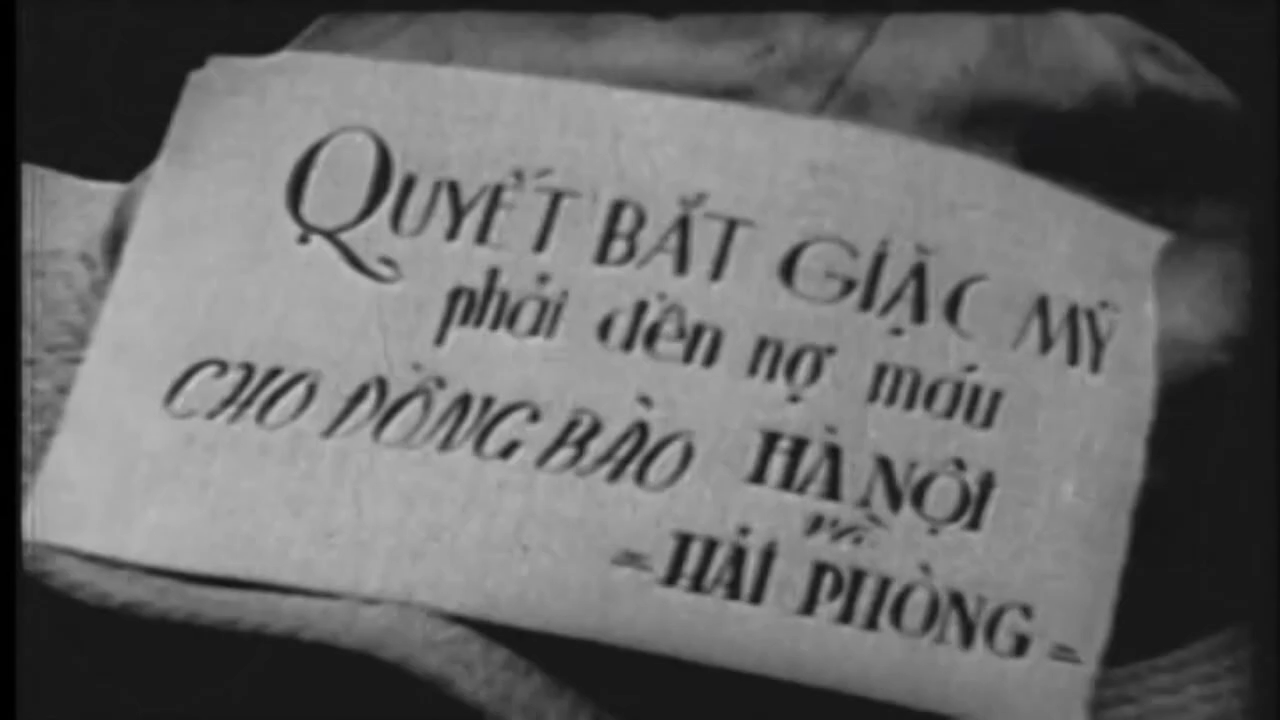 QUYẾT BẮT GIẶC MỸ
phải đền nợ máu
CHO ĐỒNG BÀO HÀ NỘI
và
= HẢI PHÒNG =